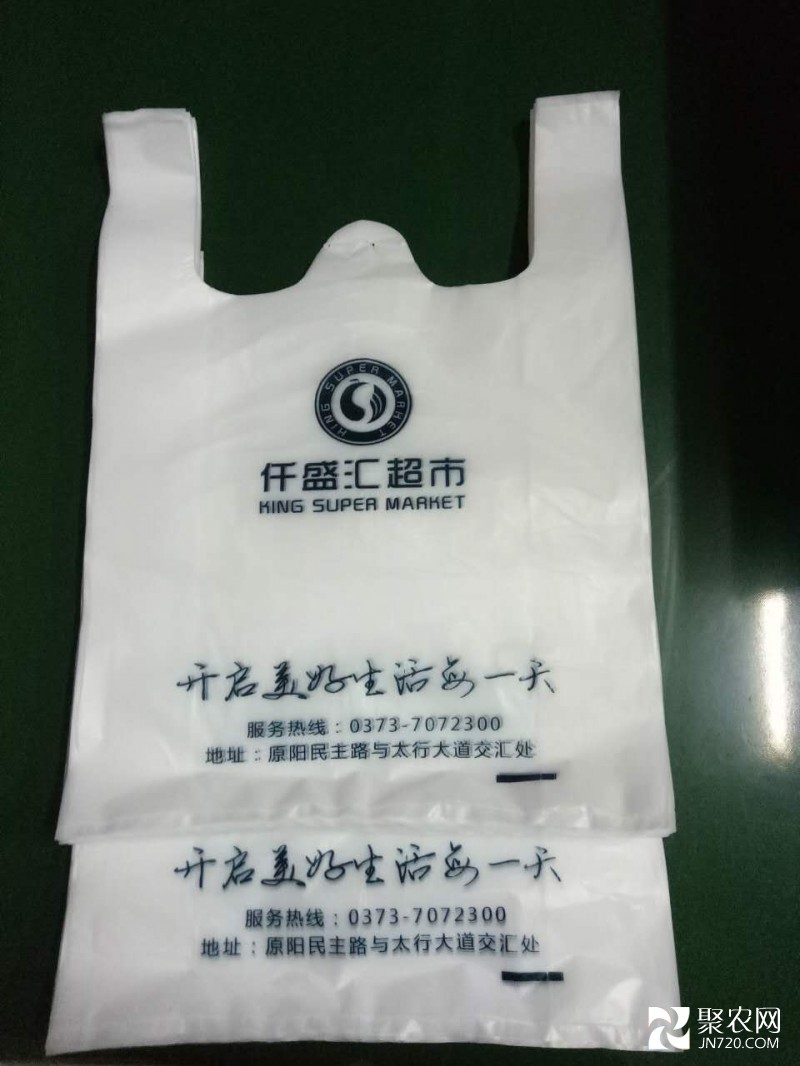 KING SUPER MARKET
仟盛汇超市
KING SUPER MARKET
开启美好生活每一天
服务热线：0373-7072300
地址：原阳民主路与太行大道交汇处
开启美好生活每一天
服务热线：0373-7072300
地址：原阳民主路与太行大道交汇处
聚农网
JN720.COM